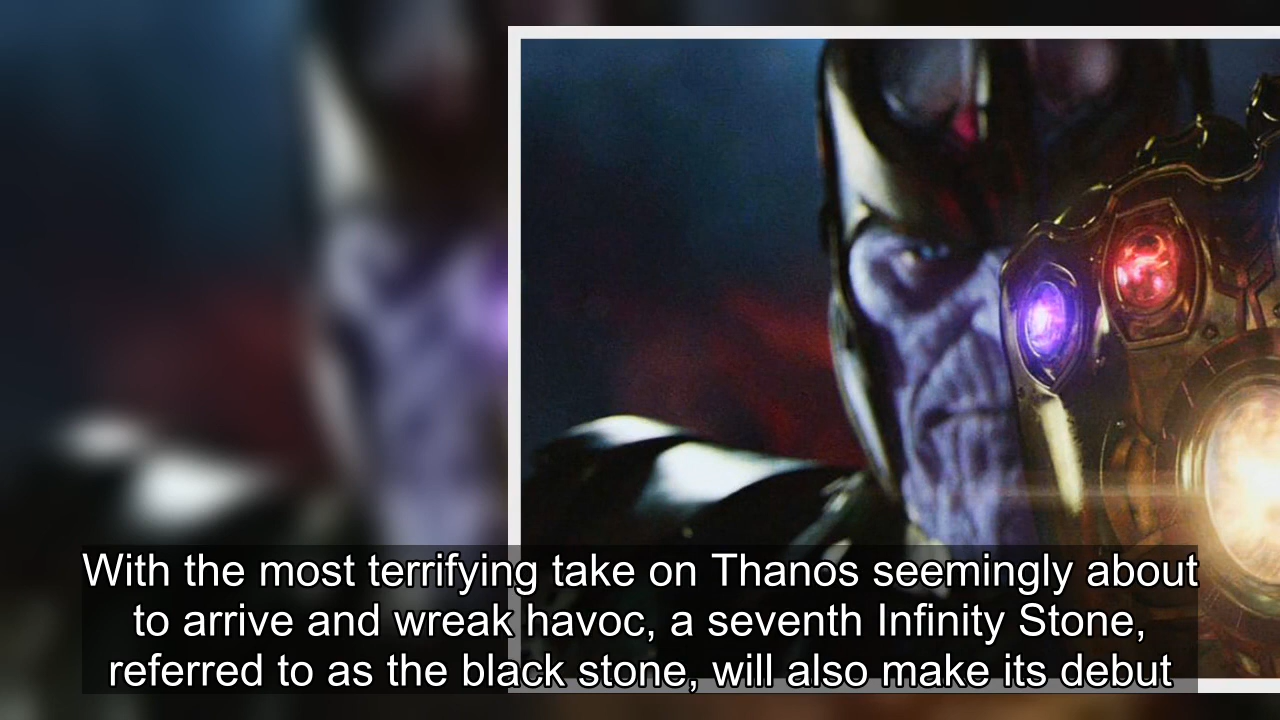 With the most terrifying take on Thanos seemingly about
to arrive and wreak havoc, a seventh Infinity Stone,
referred to as the black stone, will also make its debut